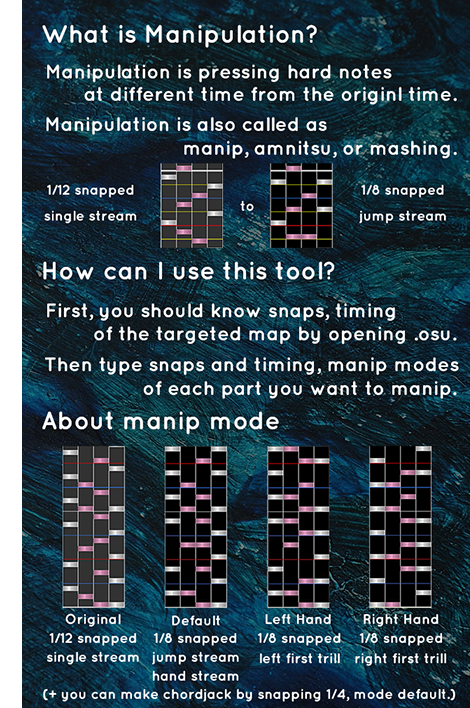 What is Manipulation?
Manipulation is pressing hard notes
at different time from the originl time.
Manipulation is also called as
manip, amnitsu, or mashing.
1/12 snapped
single stream
to
1/8 snapped
jump stream
How can I use this tool?
First, you should know snaps, timing
of the targeted map by opening .osu.
Then type snaps and timing, manip modes
of each part you want to manip.
About manip mode
Original
1/12 snapped
single stream
Default
1/8 snapped
jump stream
hand stream
Left Hand
1/8 snapped
left first trill
Right Hand
1/8 snapped
right first trill
(+ you can make chordjack by snapping 1/4, mode default.)